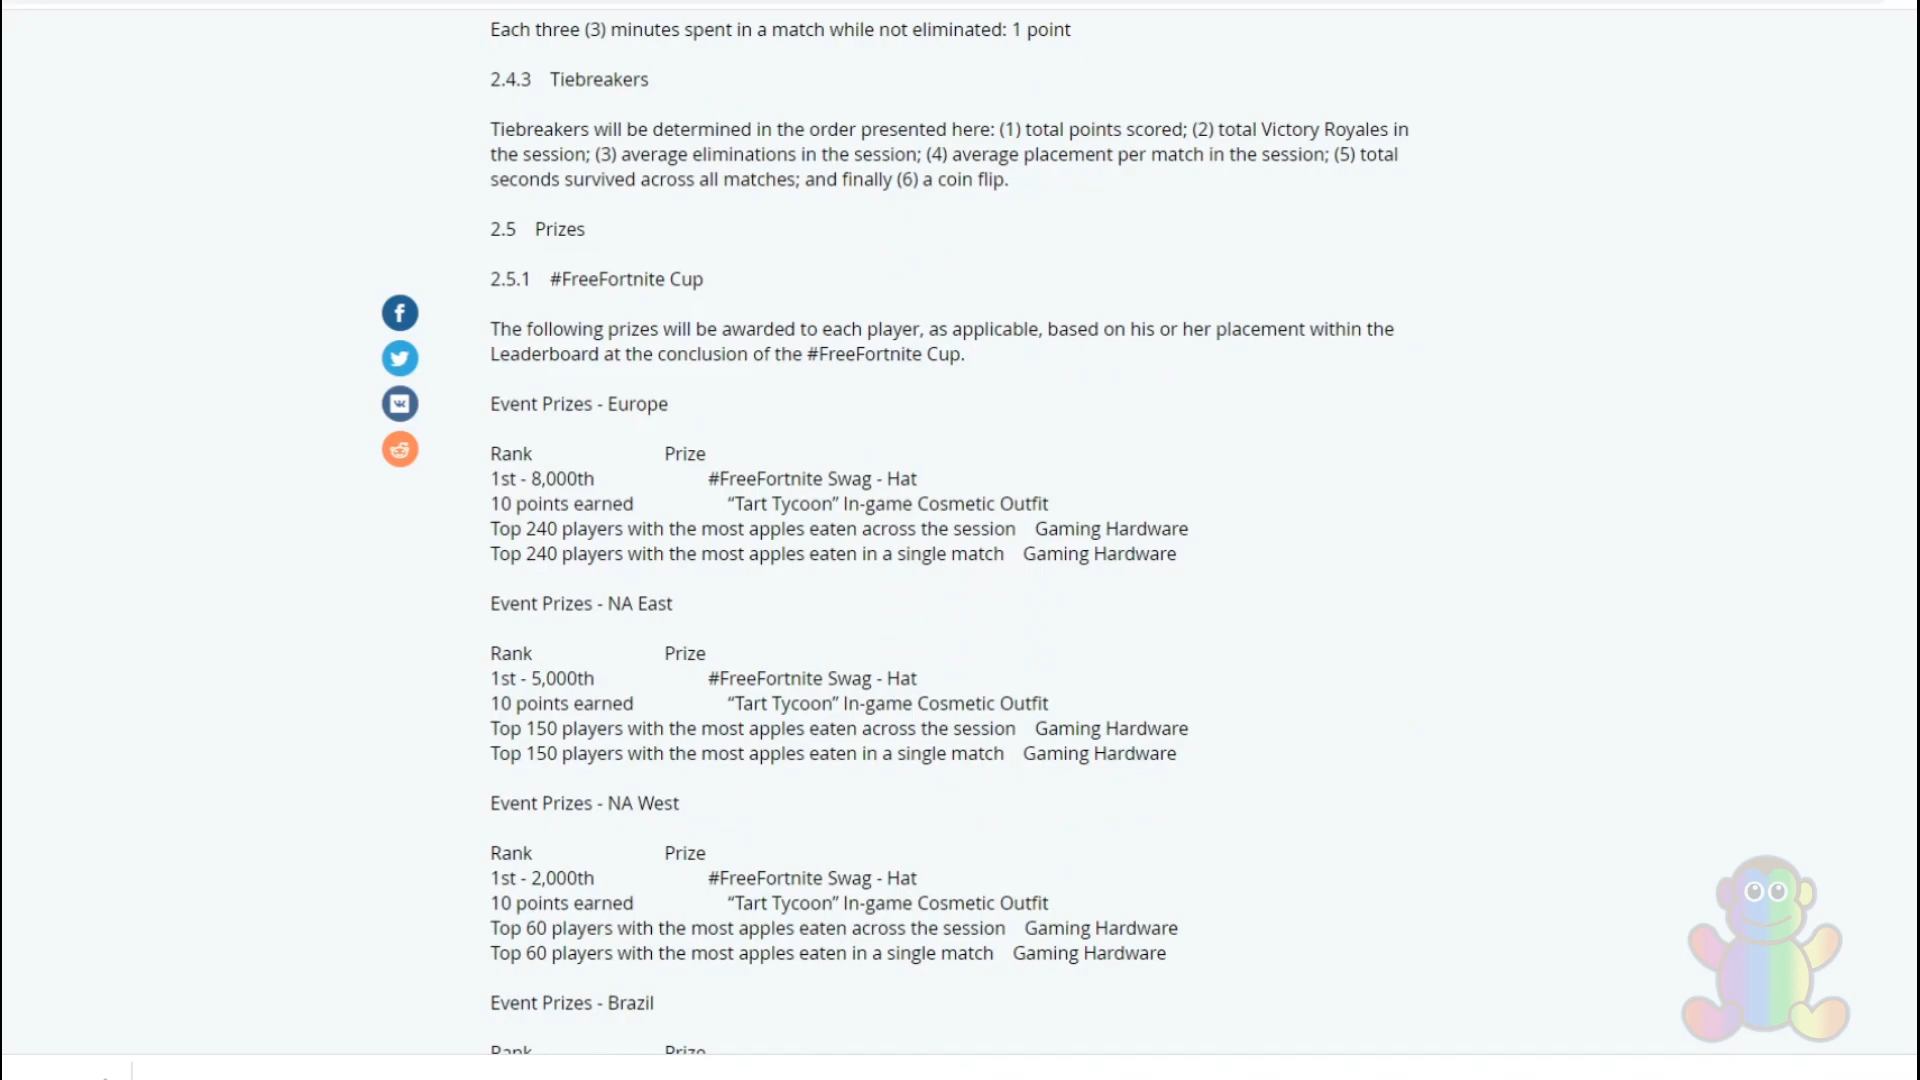 Each three (3) minutes spent in a match while not eliminated: 1 point
2.4.3 Tiebreakers
Tiebreakers will be determined in the order presented here: (1) total points scored; (2) total Victory Royales in
the session; (3) average eliminations in the session; (4) average placement per match in the session; (5) total
seconds survived across all matches; and finally (6) a coin flip.
2.5 Prizes
2.5.1 #FreeFortnite Cup
The following prizes will be awarded to each player, as applicable, based on his or her placement within the
Leaderboard at the conclusion of the #FreeFortnite Cup.
Event Prizes - Europe
Rank Prize
1st - 8,000th #FreeFortnite Swag - Hat
10 points earned “Tart Tycoon” In-game Cosmetic Outfit
Top 240 players with the most apples eaten across the session Gaming Hardware
Top 240 players with the most apples eaten in a single match Gaming Hardware
Event Prizes - NA East
Rank Prize
1st - 5,000th #FreeFortnite Swag - Hat
10 points earned “Tart Tycoon” In-game Cosmetic Outfit
Top 150 players with the most apples eaten across the session Gaming Hardware
Top 150 players with the most apples eaten in a single match Gaming Hardware
Event Prizes - NA West
Rank Prize
1st - 2,000th #FreeFortnite Swag - Hat
10 points earned “Tart Tycoon” In-game Cosmetic Outfit
Top 60 players with the most apples eaten across the session Gaming Hardware
Top 60 players with the most apples eaten in a single match Gaming Hardware
Event Prizes - Brazil
Rank Prize